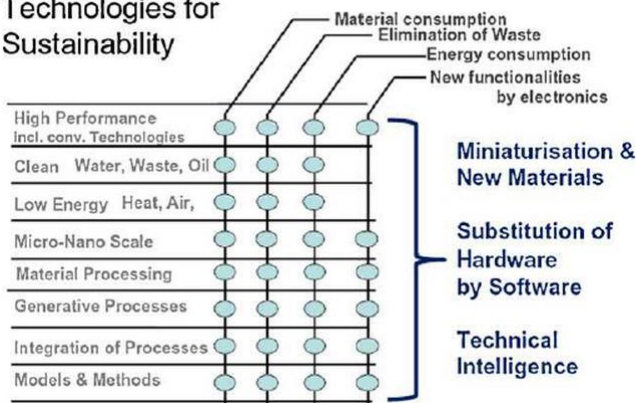 Technologies for
Sustainability
Material consumption
Elimination of Waste
Energy consumption
New functionalities
by electronics
High Performance
Incl. conv. Technologies
Clean Water, Waste, Oil
Low Energy Heat, Air,
Micro-Nano Scale
Material Processing
Generative Processes
Integration of Processes
Models & Methods
Miniaturisation &
New Materials
Substitution of
Hardware
by Software
Technical
Intelligence